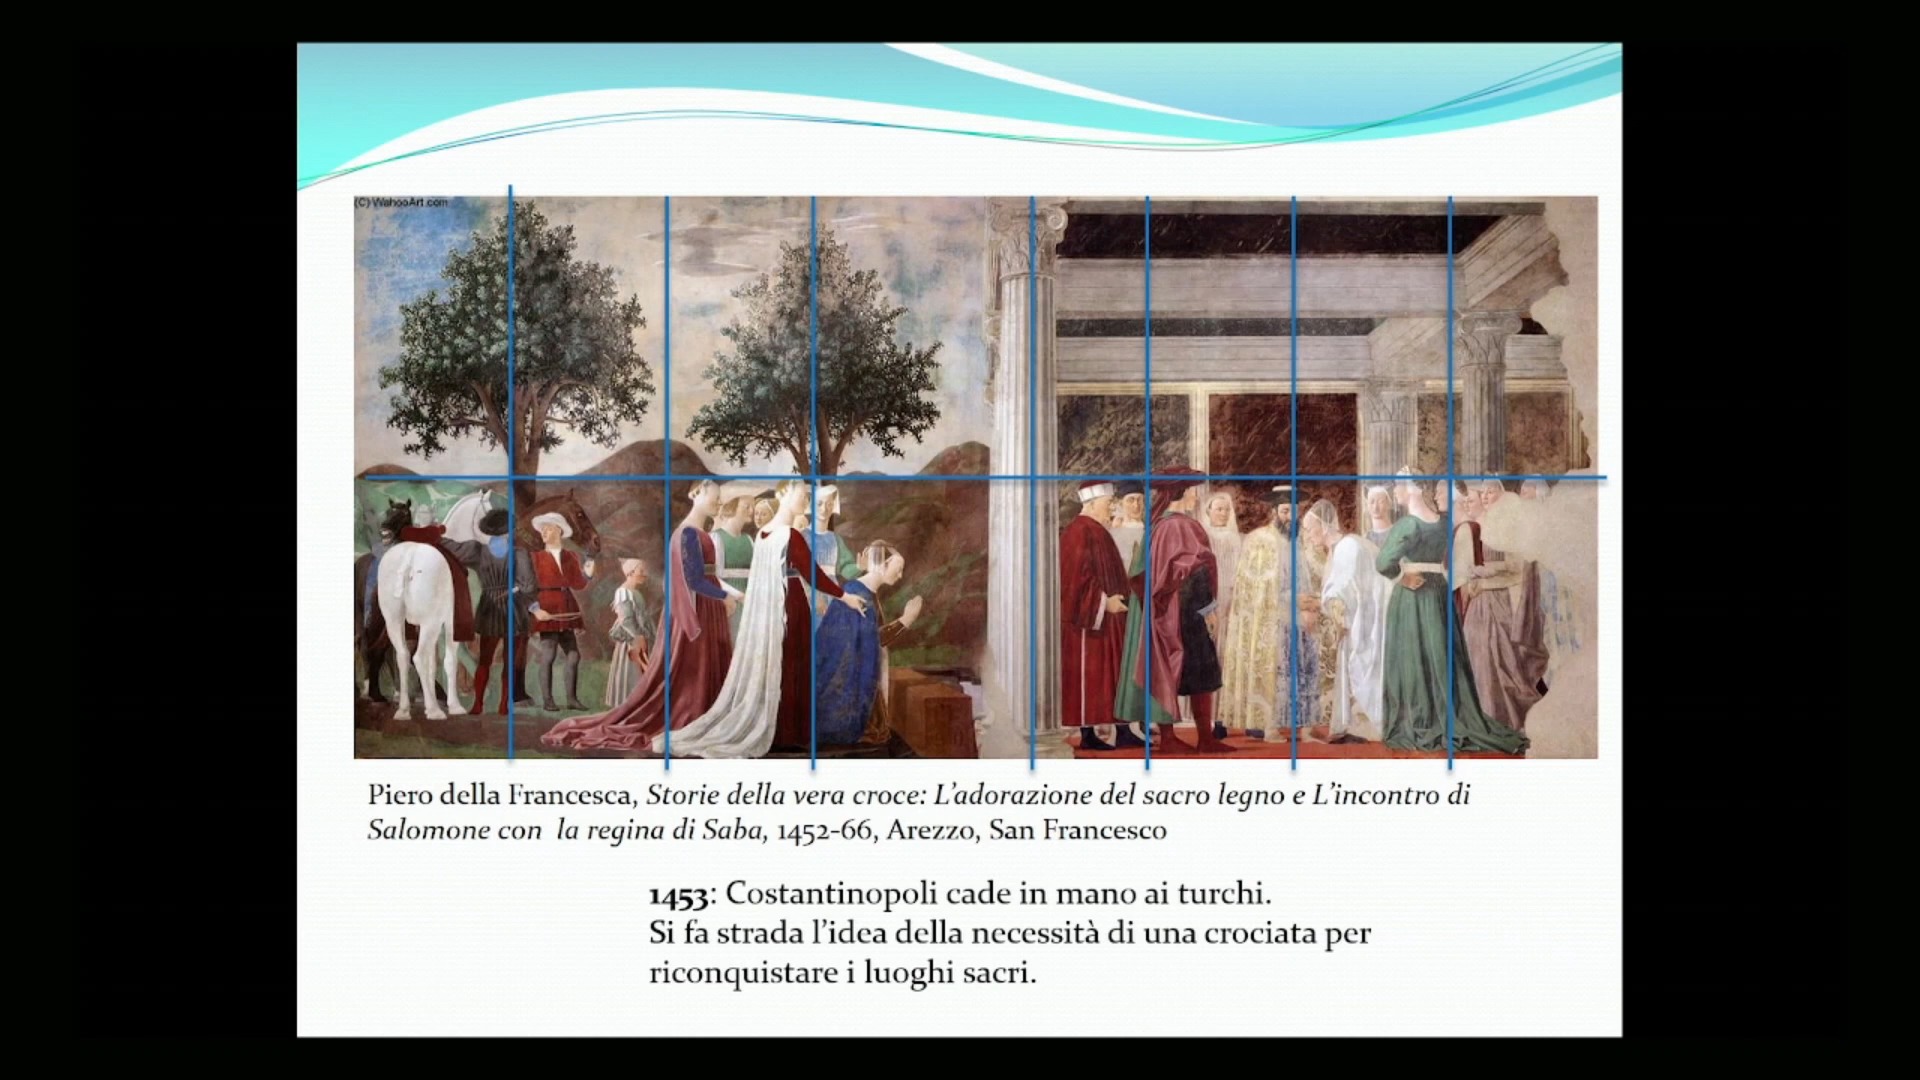 (C) WahooArt.com
Piero della Francesca, Storie della vera croce: L’adorazione del sacro legno e L’incontro di
Salomone con la regina di Saba, 1452-66, Arezzo, San Francesco
1453: Costantinopoli cade in mano ai turchi.
Si fa strada l’idea della necessità di una crociata per
riconquistare i luoghi sacri.